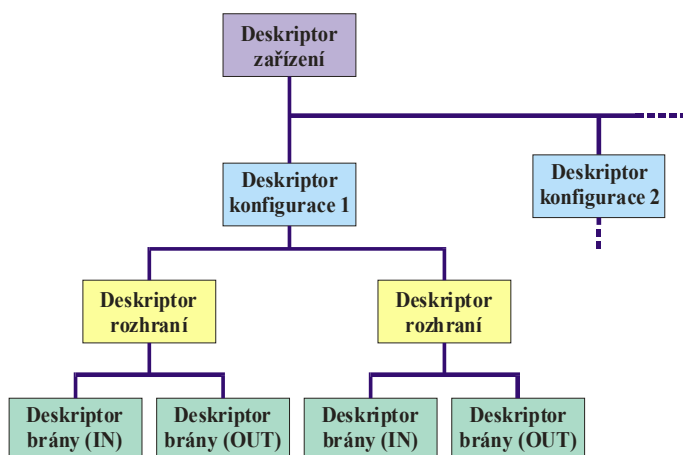 Deskriptor
zařízení
Deskriptor
konfigurace 1
Deskriptor
konfigurace 2
Deskriptor
rozhraní
Deskriptor
rozhraní
Deskriptor
brány (IN)
Deskriptor
brány (OUT)
Deskriptor
brány (IN)
Deskriptor
brány (OUT)